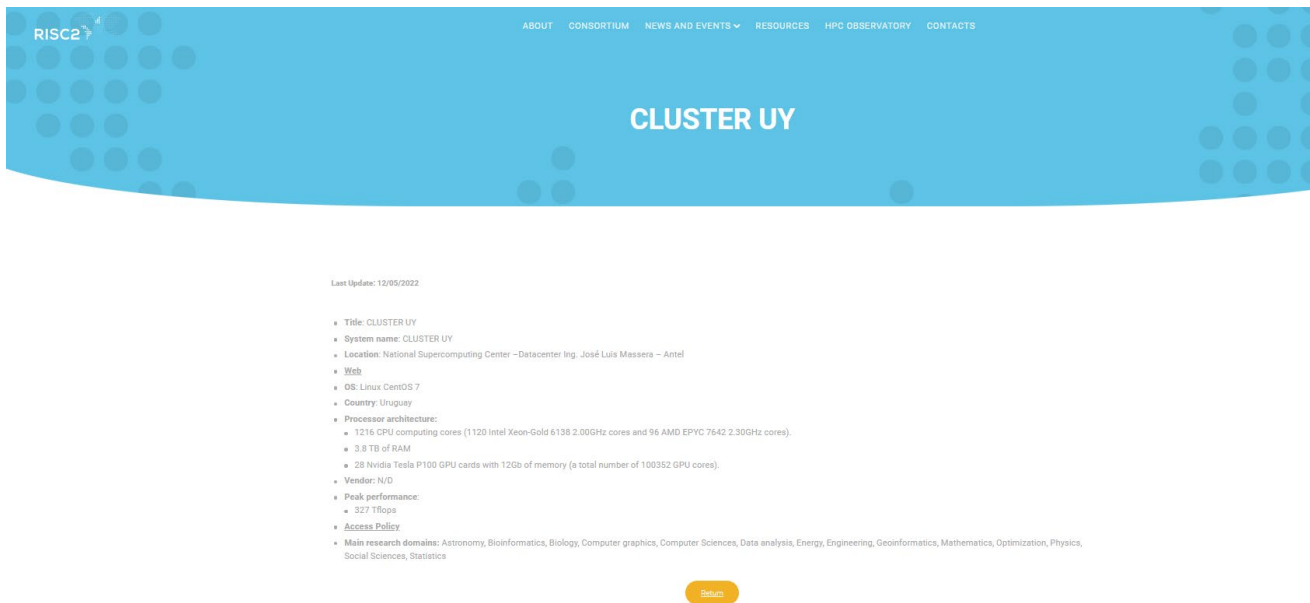 RISC2
ABOUT CONSORTIUM NEWS AND EVENTS RESOURCES HPC OBSERVATORY CONTACTS
CLUSTER UY
Last Update: 12/05/2022
Title: CLUSTER UY
System name: CLUSTER UY
Location: National Supercomputing Center –Datacenter Ing. José Luis Massera – Antel
Web
OS: Linux CentOS 7
Country: Uruguay
Processor architecture:
1216 CPU computing cores (1120 Intel Xeon-Gold 6138 2.00GHz cores and 96 AMD EPYC 7642 2.30GHz cores).
3.8 TB of RAM
28 Nvidia Tesla P100 GPU cards with 12Gb of memory (a total number of 100352 GPU cores).
Vendor: N/D
Peak performance:
327 Tflops
Access Policy
Main research domains: Astronomy, Bioinformatics, Biology, Computer graphics, Computer Sciences, Data analysis, Energy, Engineering, Geoinformatics, Mathematics, Optimization, Physics,
Social Sciences, Statistics
Return